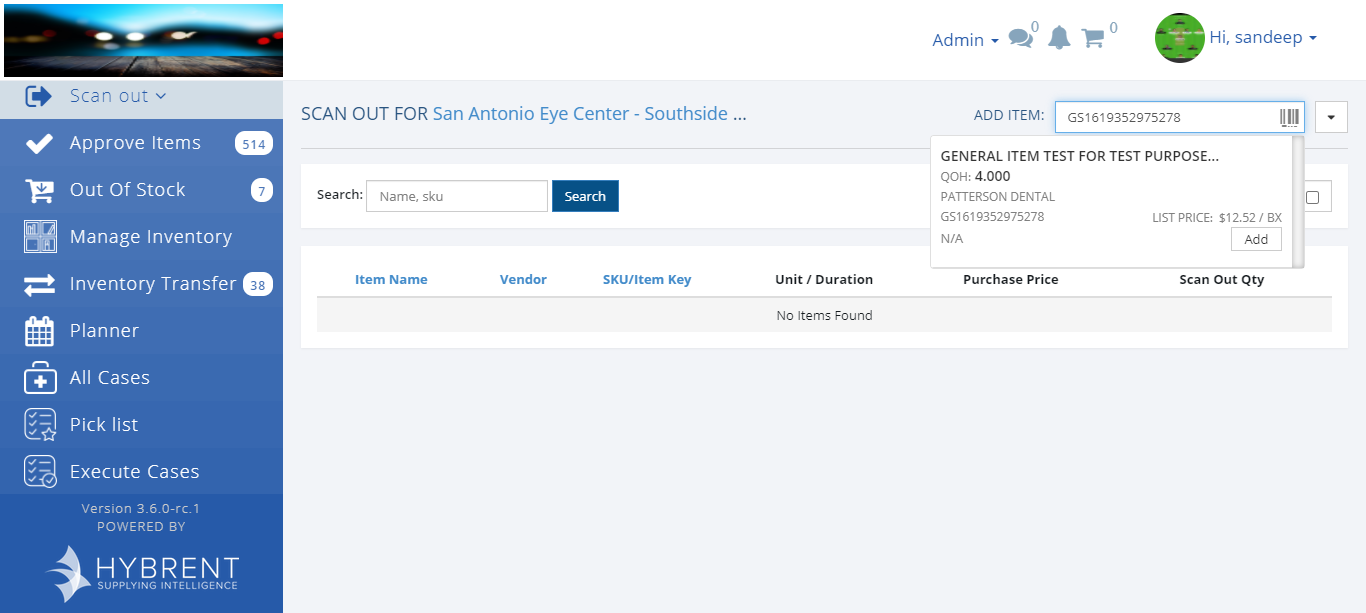 Admin
0
0
Hi, sandeep
Scan out
Approve Items 514
Out Of Stock 7
Manage Inventory
Inventory Transfer 38
Planner
All Cases
Pick list
Execute Cases
Version 3.6.0-rc.1
POWERED BY
HYBRENT
SUPPLYING INTELLIGENCE
SCAN OUT FOR San Antonio Eye Center - Southside ...
ADD ITEM: GS1619352975278
GENERAL ITEM TEST FOR TEST PURPOSE...
QOH: 4.000
PATTERSON DENTAL
GS1619352975278 LIST PRICE: $12.52 / BX
N/A Add
Search: Name, sku Search
Item Name Vendor SKU/Item Key Unit / Duration Purchase Price Scan Out Qty
No Items Found